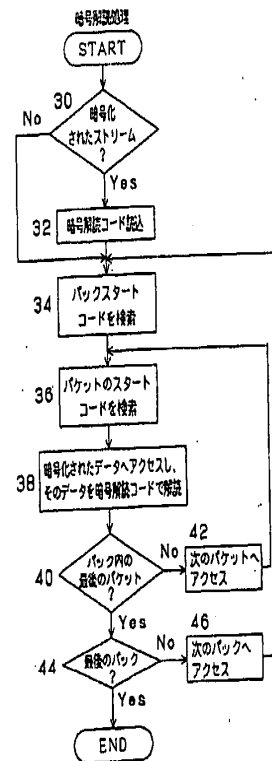 暗号解読処理
START
30
暗号化
されたストリーム
?
No
Yes
32
暗号解読コード読込
34
パックスタート
コードを検索
36
パケットのスタート
コードを検索
38
暗号化されたデータへアクセスし、
そのデータを暗号解読コードで解読
40
パック内の
最後のパケット
?
No
42
次のパケットへ
アクセス
Yes
44
最後のパック
?
No
46
次のパックへ
アクセス
Yes
END